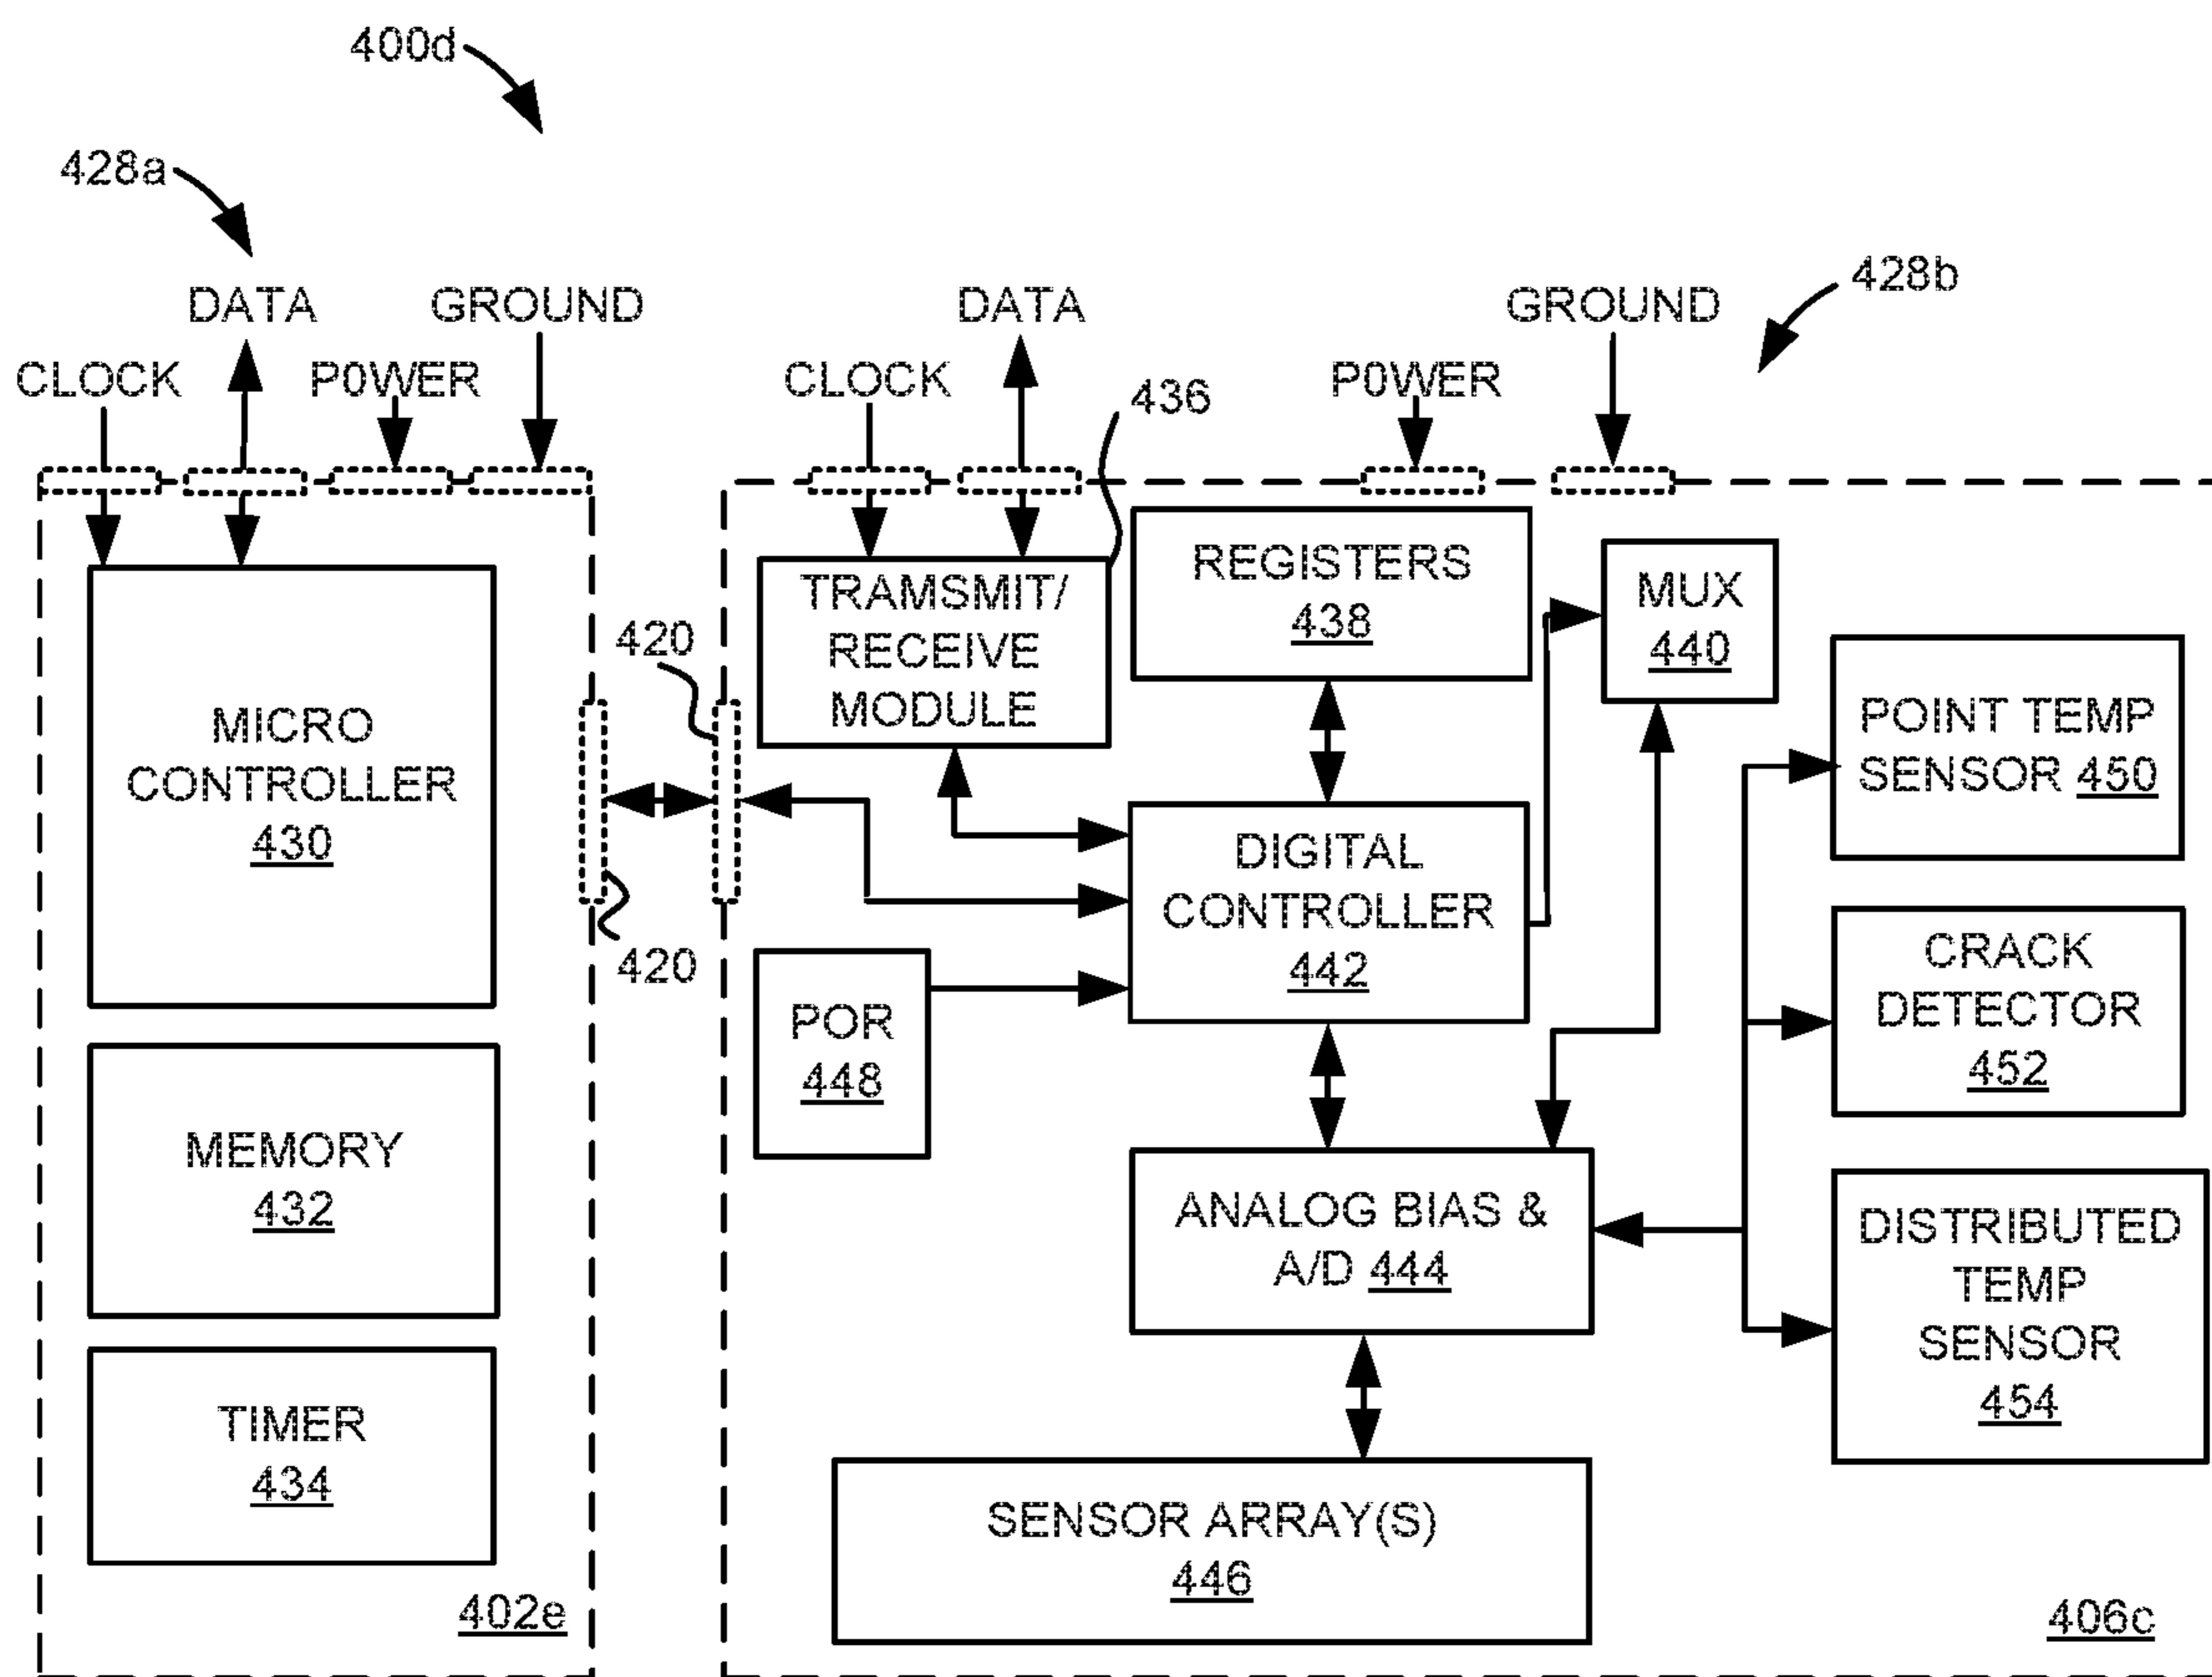 400d
428a
428b
DATA
GROUND
DATA
GROUND
CLOCK
P0WER
CLOCK
P0WER
436
TRAMSMIT/
RECEIVE
MODULE
REGISTERS
438
MUX
440
420
MICRO
CONTROLLER
430
POINT TEMP
SENSOR 450
DIGITAL
CONTROLLER
442
420
POR
448
CRACK
DETECTOR
452
MEMORY
432
ANALOG BIAS &
A/D 444
DISTRIBUTED
TEMP
SENSOR
454
TIMER
434
SENSOR ARRAY(S)
446
402e
406c